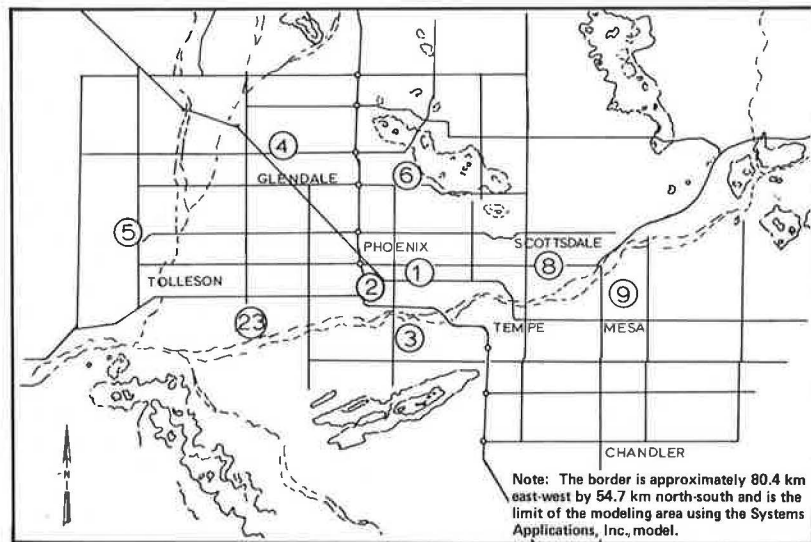 4
GLENDALE
6
5
PHOENIX
SCOTTSDALE
1
8
TOLLESON
2
9
23
3
TEMPE
MESA
CHANDLER
N
Note: The border is approximately 80.4 km
east-west by 54.7 km north-south and is the
limit of the modeling area using the Systems
Applications, Inc., model.